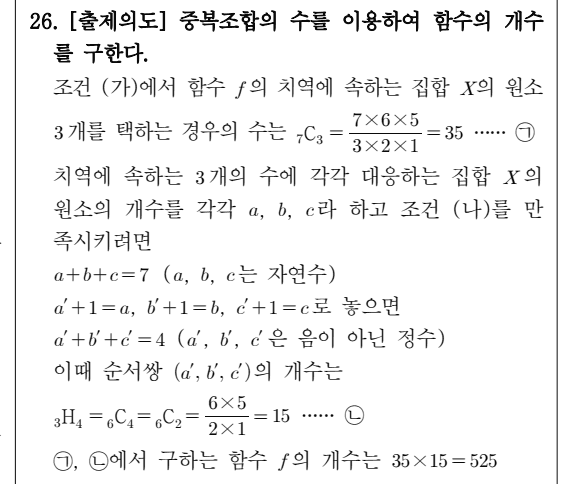 26. [출제의도] 중복조합의 수를 이용하여 함수의 개수
를 구한다.
조건 (가)에서 함수 f의 치역에 속하는 집합 X의 원소
3개를 택하는 경우의 수는 ₇C₃ = (7×6×5)/(3×2×1) = 35 ⋯⋯ ㉠
치역에 속하는 3개의 수에 각각 대응하는 집합 X의
원소의 개수를 각각 a, b, c라 하고 조건 (나)를 만
족시키려면
a+b+c=7 (a, b, c는 자연수)
a′+1=a, b′+1=b, c′+1=c로 놓으면
a′+b′+c′=4 (a′, b′, c′은 음이 아닌 정수)
이때 순서쌍 (a′, b′, c′)의 개수는
₃H₄ = ₆C₄ = ₆C₂ = (6×5)/(2×1) = 15 ⋯⋯ ㉡
㉠, ㉡에서 구하는 함수 f의 개수는 35×15=525